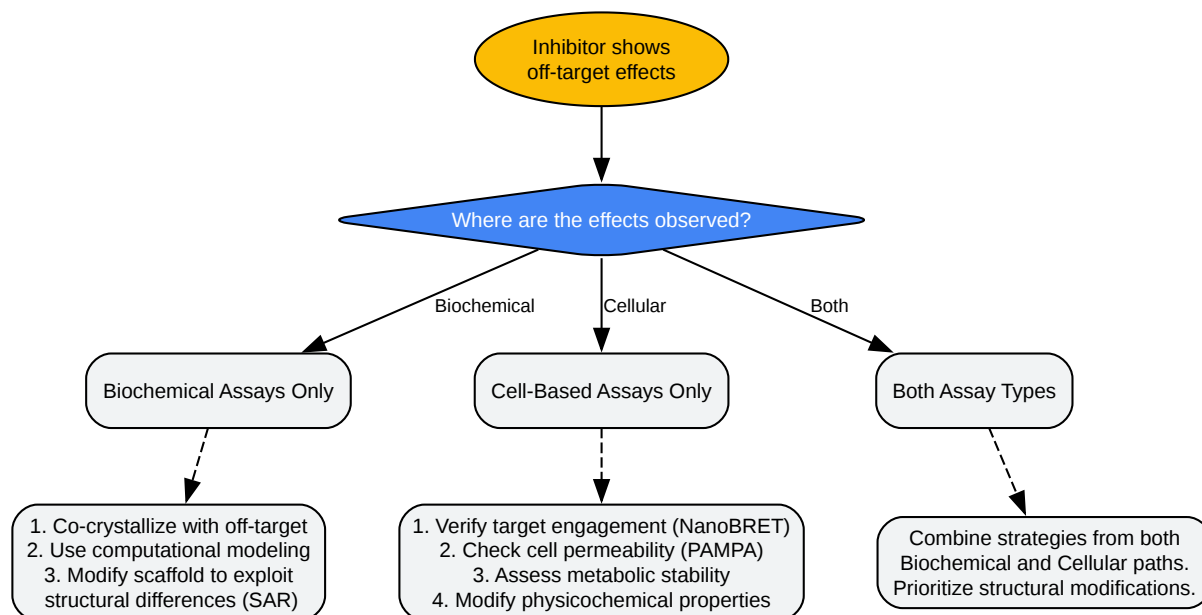 Inhibitor shows
off-target effects
Where are the effects observed?
Biochemical
Cellular
Both
Biochemical Assays Only
Cell-Based Assays Only
Both Assay Types
1. Co-crystallize with off-target
2. Use computational modeling
3. Modify scaffold to exploit
structural differences (SAR)
1. Verify target engagement (NanoBRET)
2. Check cell permeability (PAMPA)
3. Assess metabolic stability
4. Modify physicochemical properties
Combine strategies from both
Biochemical and Cellular paths.
Prioritize structural modifications.